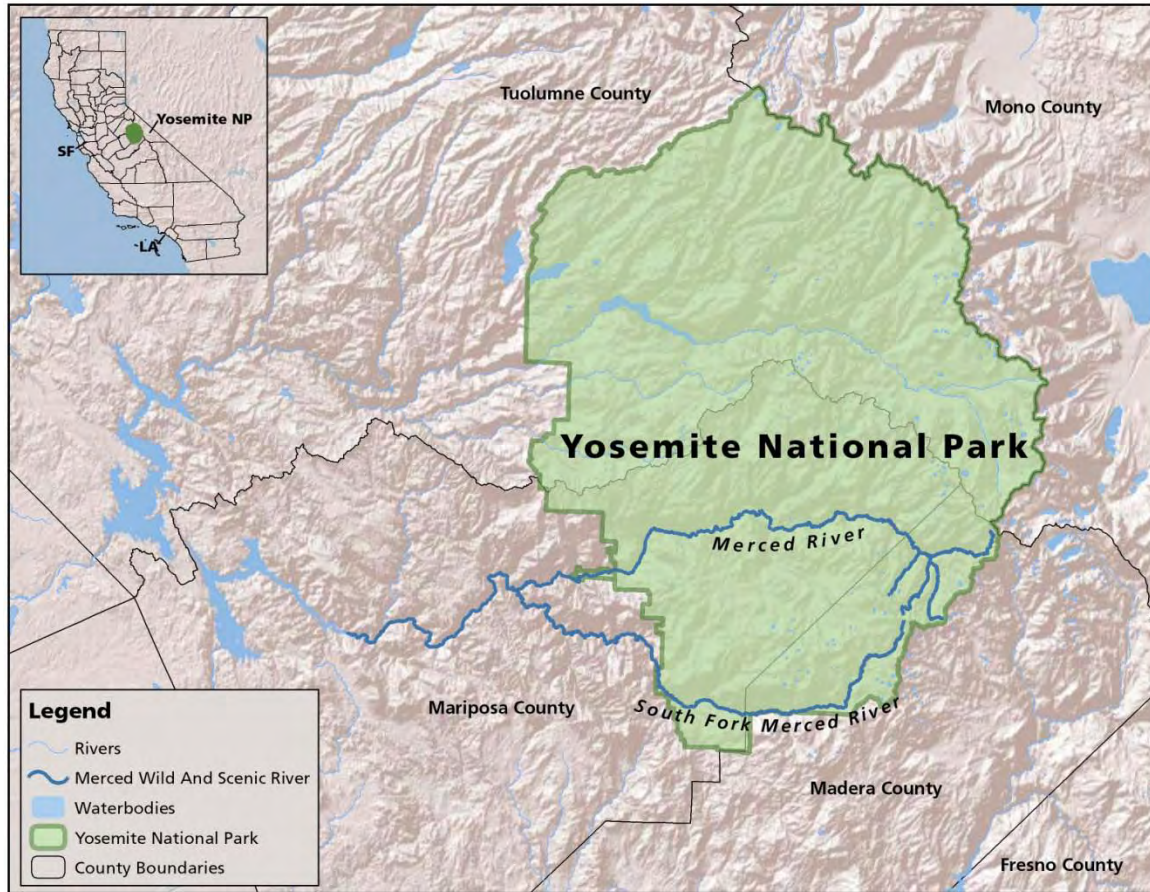 Yosemite NP
SF
LA
Tuolumne County
Mono County
Yosemite National Park
Merced River
South Fork Merced River
Mariposa County
Madera County
Fresno County
Legend
Rivers
Merced Wild And Scenic River
Waterbodies
Yosemite National Park
County Boundaries